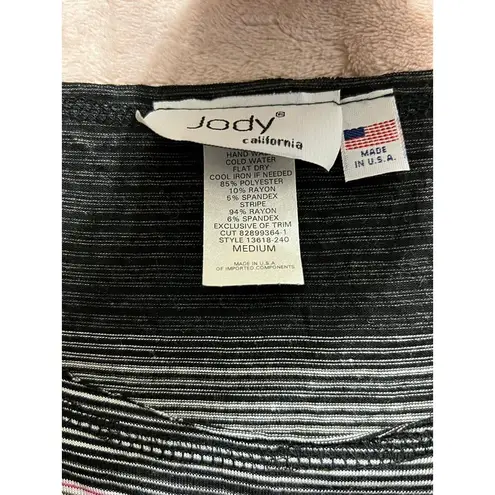 Jody®
california
MADE
IN U.S.A.
HAND WA
COLD WATER
FLAT DRY
COOL IRON IF NEEDED
85% POLYESTER
10% RAYON
5% SPANDEX
STRIPE
94% RAYON
6% SPANDEX
EXCLUSIVE OF TRIM
CUT 82899364-1
STYLE 13618-240
MEDIUM
MADE IN U.S.A
OF IMPORTED COMPONENTS